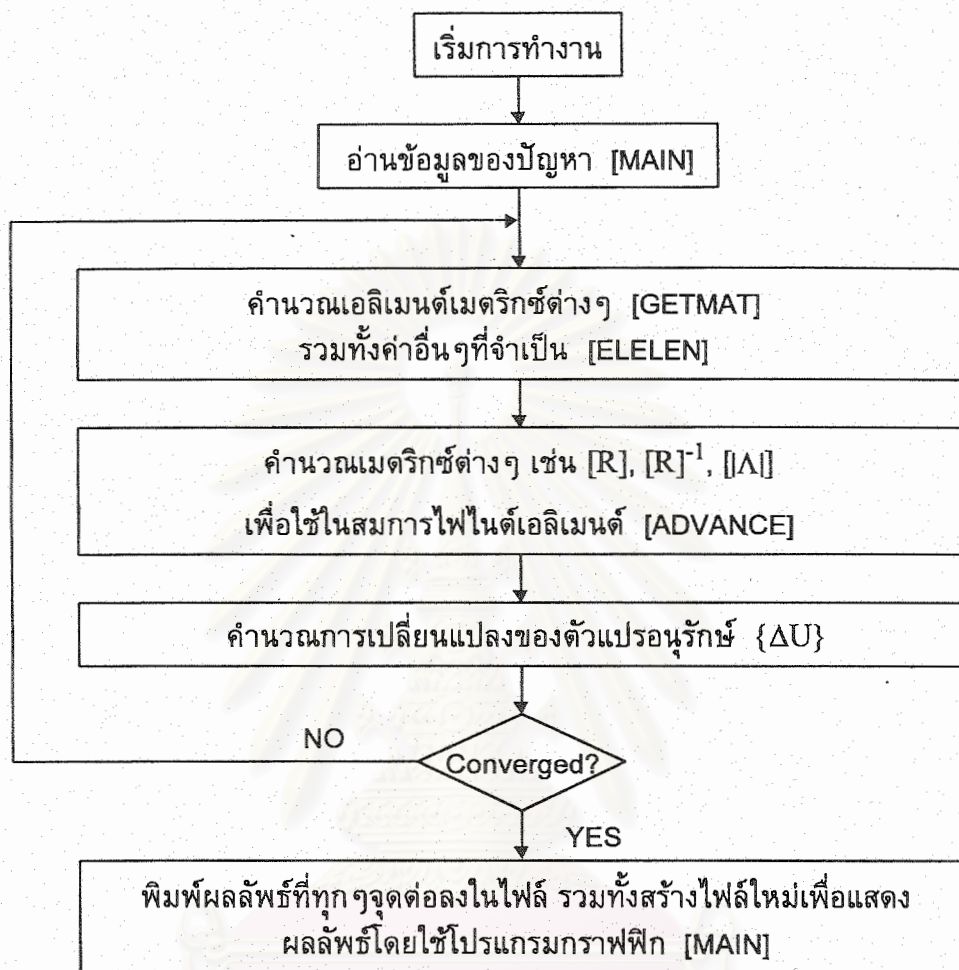 เริ่มการทำงาน
อ่านข้อมูลของปัญหา [MAIN]
คำนวณเอลิเมนต์เมตริกซ์ต่างๆ [GETMAT]
รวมทั้งค่าอื่นๆที่จำเป็น [ELELEN]
คำนวณเมตริกซ์ต่างๆ เช่น [R], [R]⁻¹, [|Λ|]
เพื่อใช้ในสมการไฟไนต์เอลิเมนต์ [ADVANCE]
คำนวณการเปลี่ยนแปลงของตัวแปรอนุรักษ์ {ΔU}
NO
Converged?
YES
พิมพ์ผลลัพธ์ที่ทุกๆจุดต่อลงในไฟล์ รวมทั้งสร้างไฟล์ใหม่เพื่อแสดง
ผลลัพธ์โดยใช้โปรแกรมกราฟฟิก [MAIN]